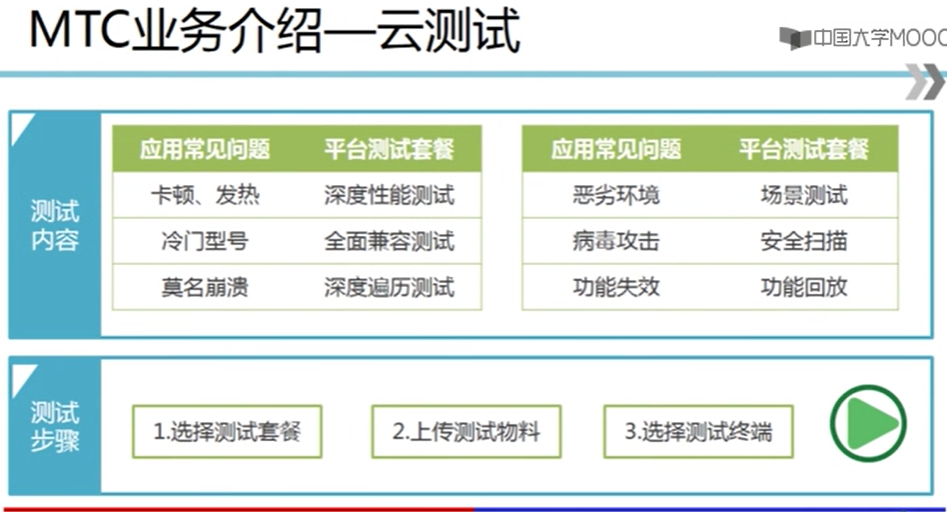 MTC业务介绍—云测试
中国大学MOOC
测试
内容
应用常见问题 平台测试套餐
卡顿、发热 深度性能测试
冷门型号 全面兼容测试
莫名崩溃 深度遍历测试
应用常见问题 平台测试套餐
恶劣环境 场景测试
病毒攻击 安全扫描
功能失效 功能回放
测试
步骤
1.选择测试套餐
2.上传测试物料
3.选择测试终端